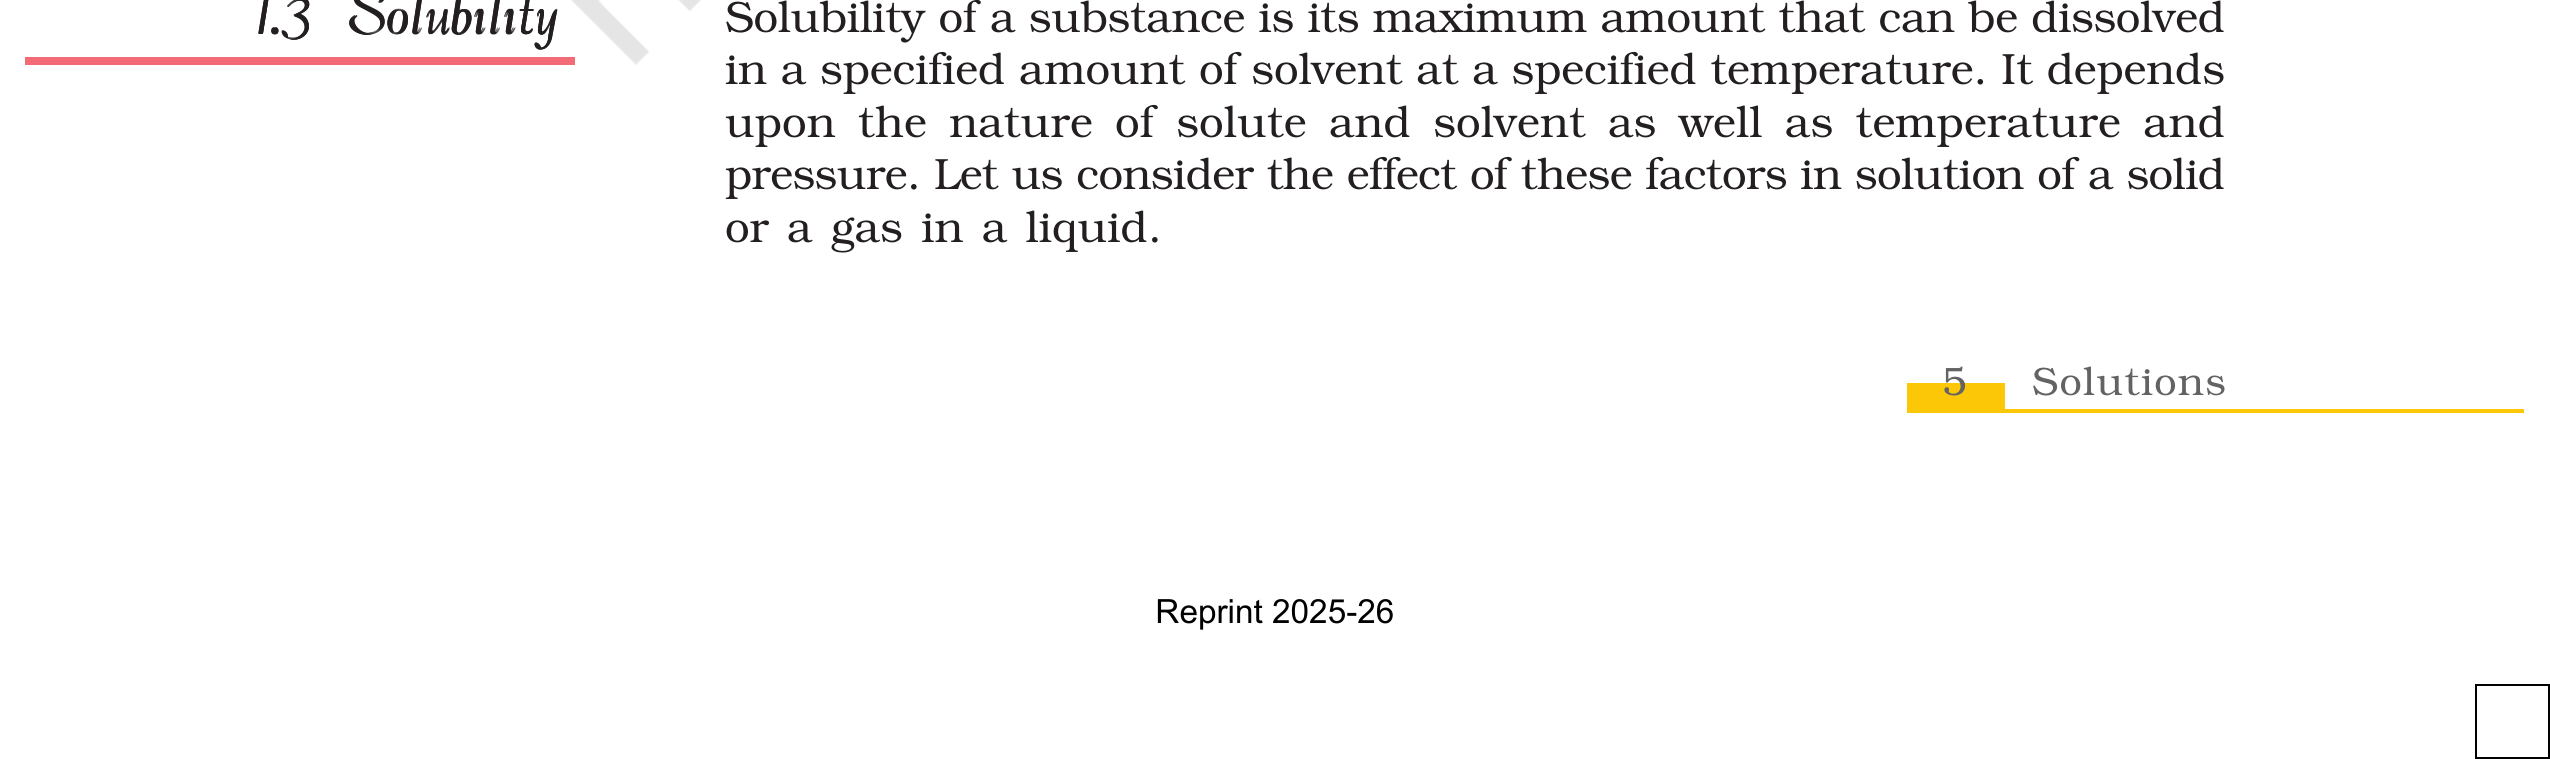 1.3 Solubility
Solubility of a substance is its maximum amount that can be dissolved
in a specified amount of solvent at a specified temperature. It depends
upon the nature of solute and solvent as well as temperature and
pressure. Let us consider the effect of these factors in solution of a solid
or a gas in a liquid.
5 Solutions
Reprint 2025-26